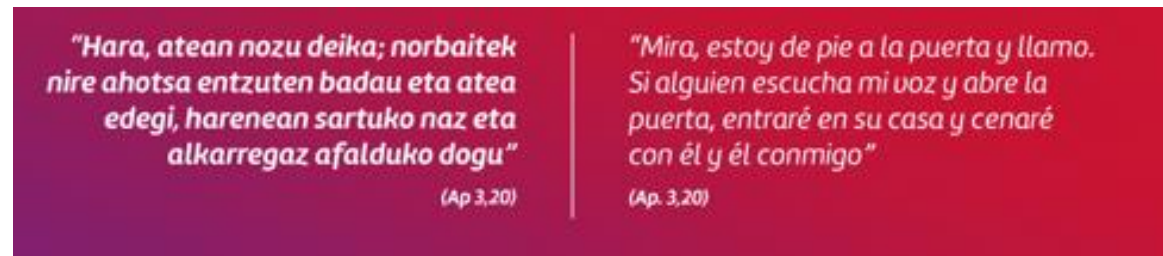 "Hara, atean nozu deika; norbaitek
nire ahotsa entzuten badau eta atea
edegi, harenean sartuko naz eta
alkarregaz afalduko dogu"
(Ap 3,20)
"Mira, estoy de pie a la puerta y llamo.
Si alguien escucha mi voz y abre la
puerta, entraré en su casa y cenaré
con él y él conmigo"
(Ap. 3,20)